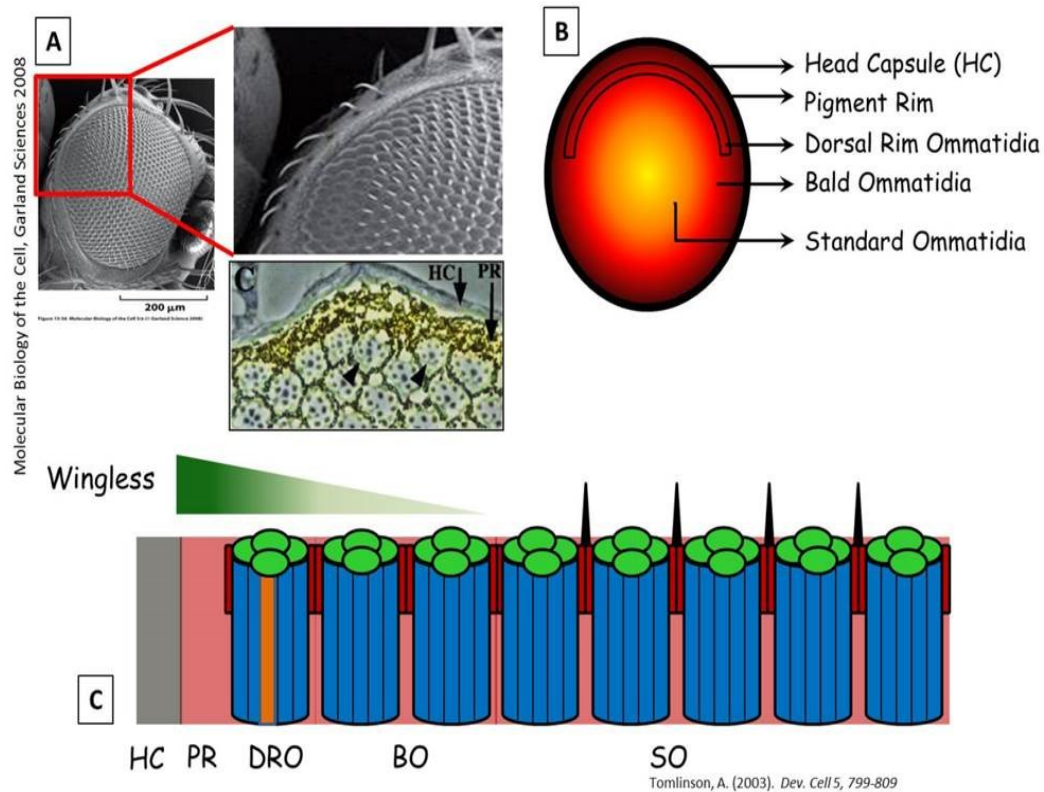 A
B
Molecular Biology of the Cell, Garland Sciences 2008
Head Capsule (HC)
Pigment Rim
Dorsal Rim Ommatidia
Bald Ommatidia
Standard Ommatidia
C
HC
PR
200 μm
Wingless
C
HC PR DRO BO SO
Tomlinson, A. (2003). Dev. Cell 5, 799-809